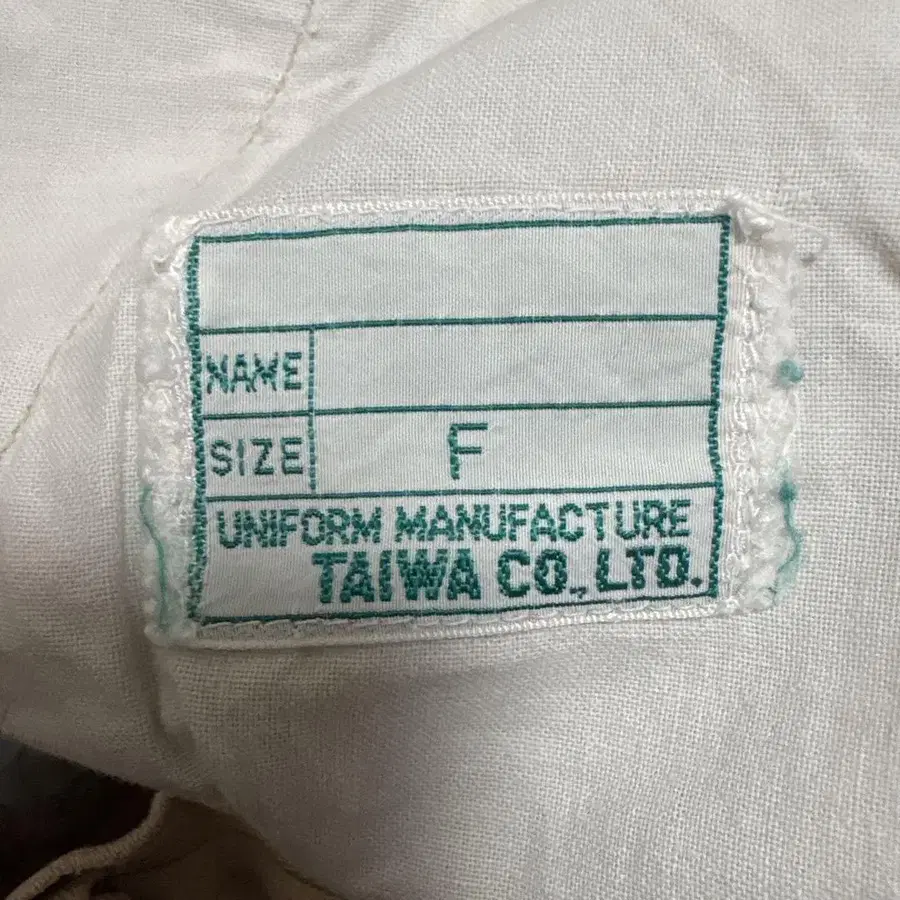 NAME
SIZE F
UNIFORM MANUFACTURE
TAIWA CO., LTD.